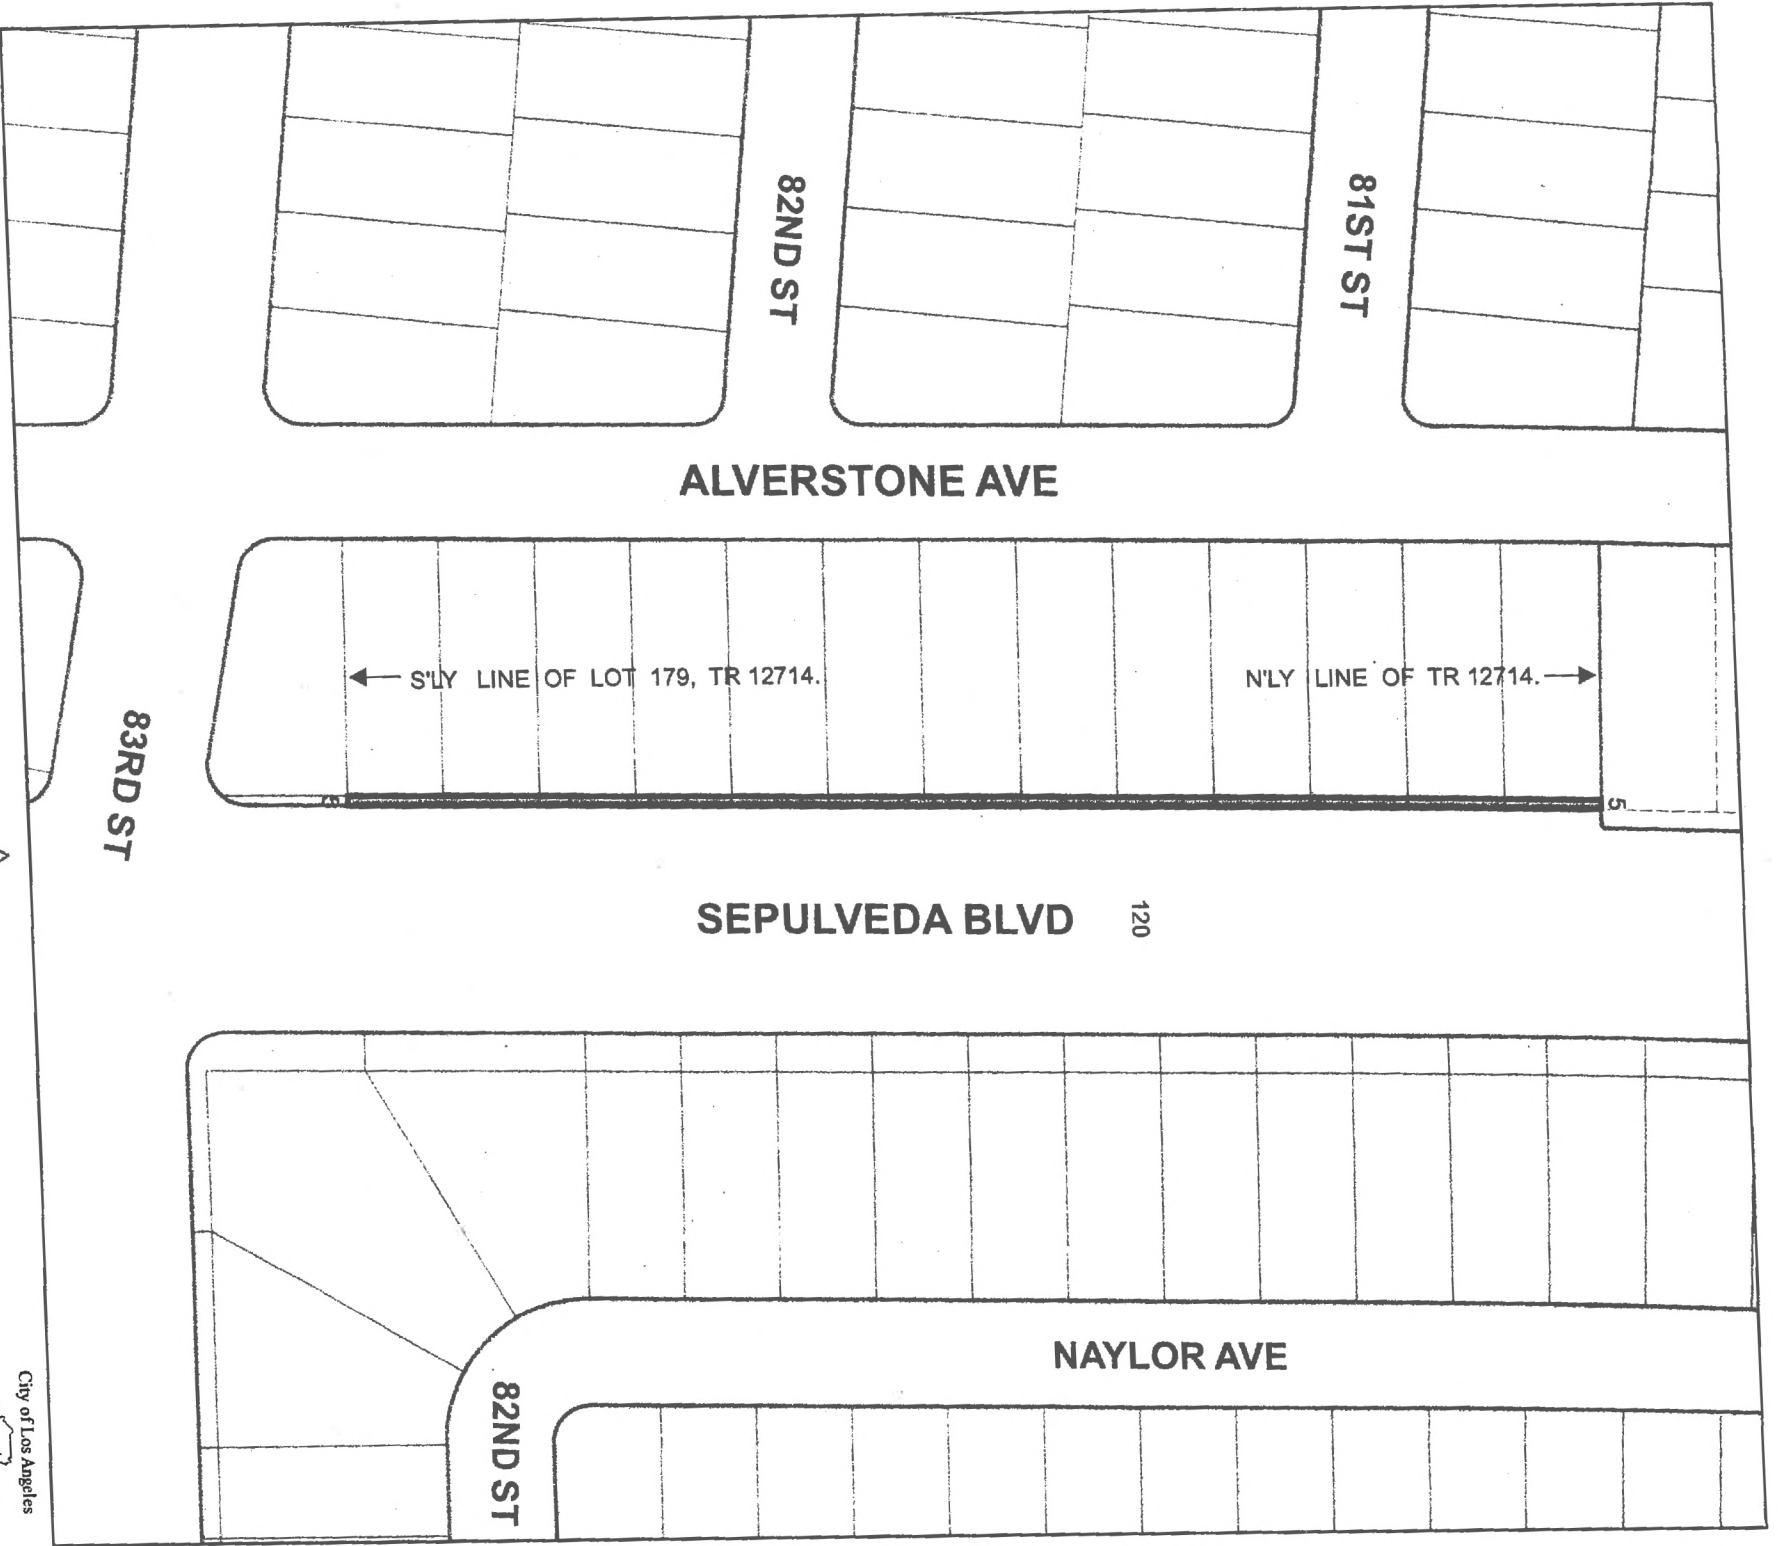 82ND ST
81ST ST
ALVERSTONE AVE
S'LY LINE OF LOT 179, TR 12714.
N'LY LINE OF TR 12714.
83RD ST
5
SEPULVEDA BLVD
120
NAYLOR AVE
82ND ST
City of Los Angeles